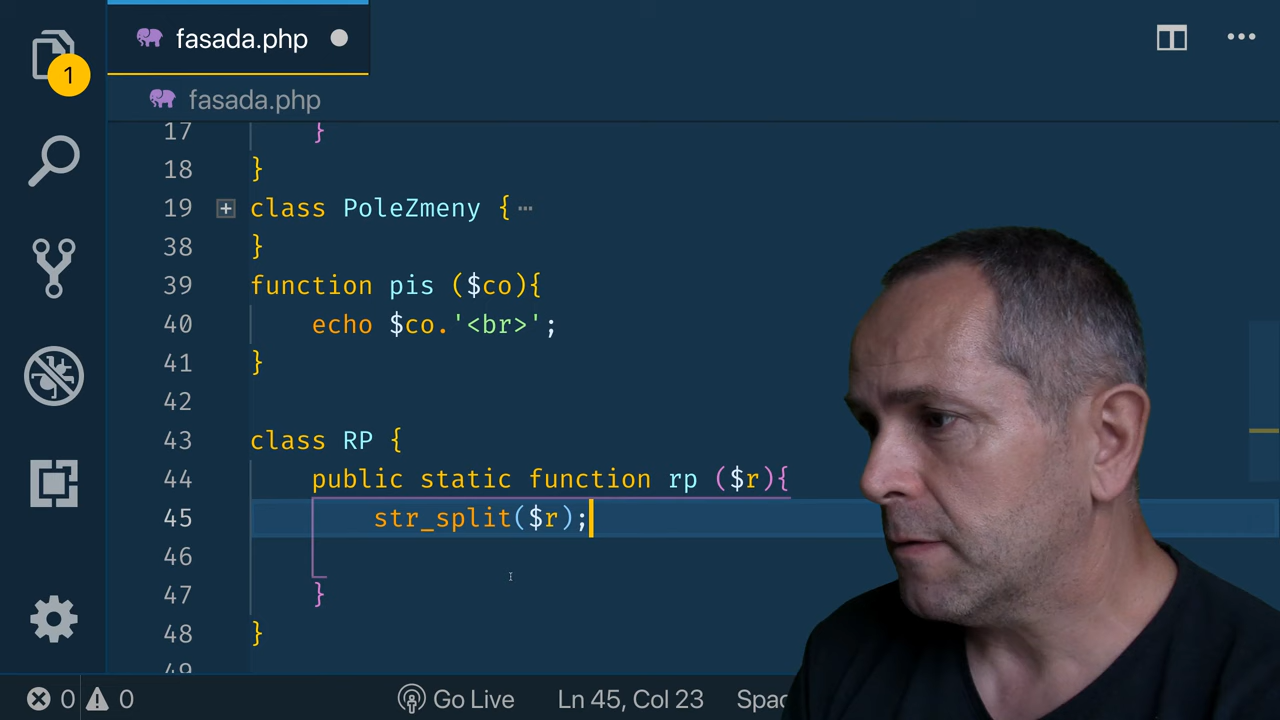 fasada.php
1
fasada.php
17 }
18 }
19 class PoleZmeny {
38 }
39 function pis ($co){
40 echo $co.'<br>';
41 }
42
43 class RP {
44 public static function rp ($r){
45 str_split($r);
46
47 }
48 }
49
0 0 Go Live Ln 45, Col 23